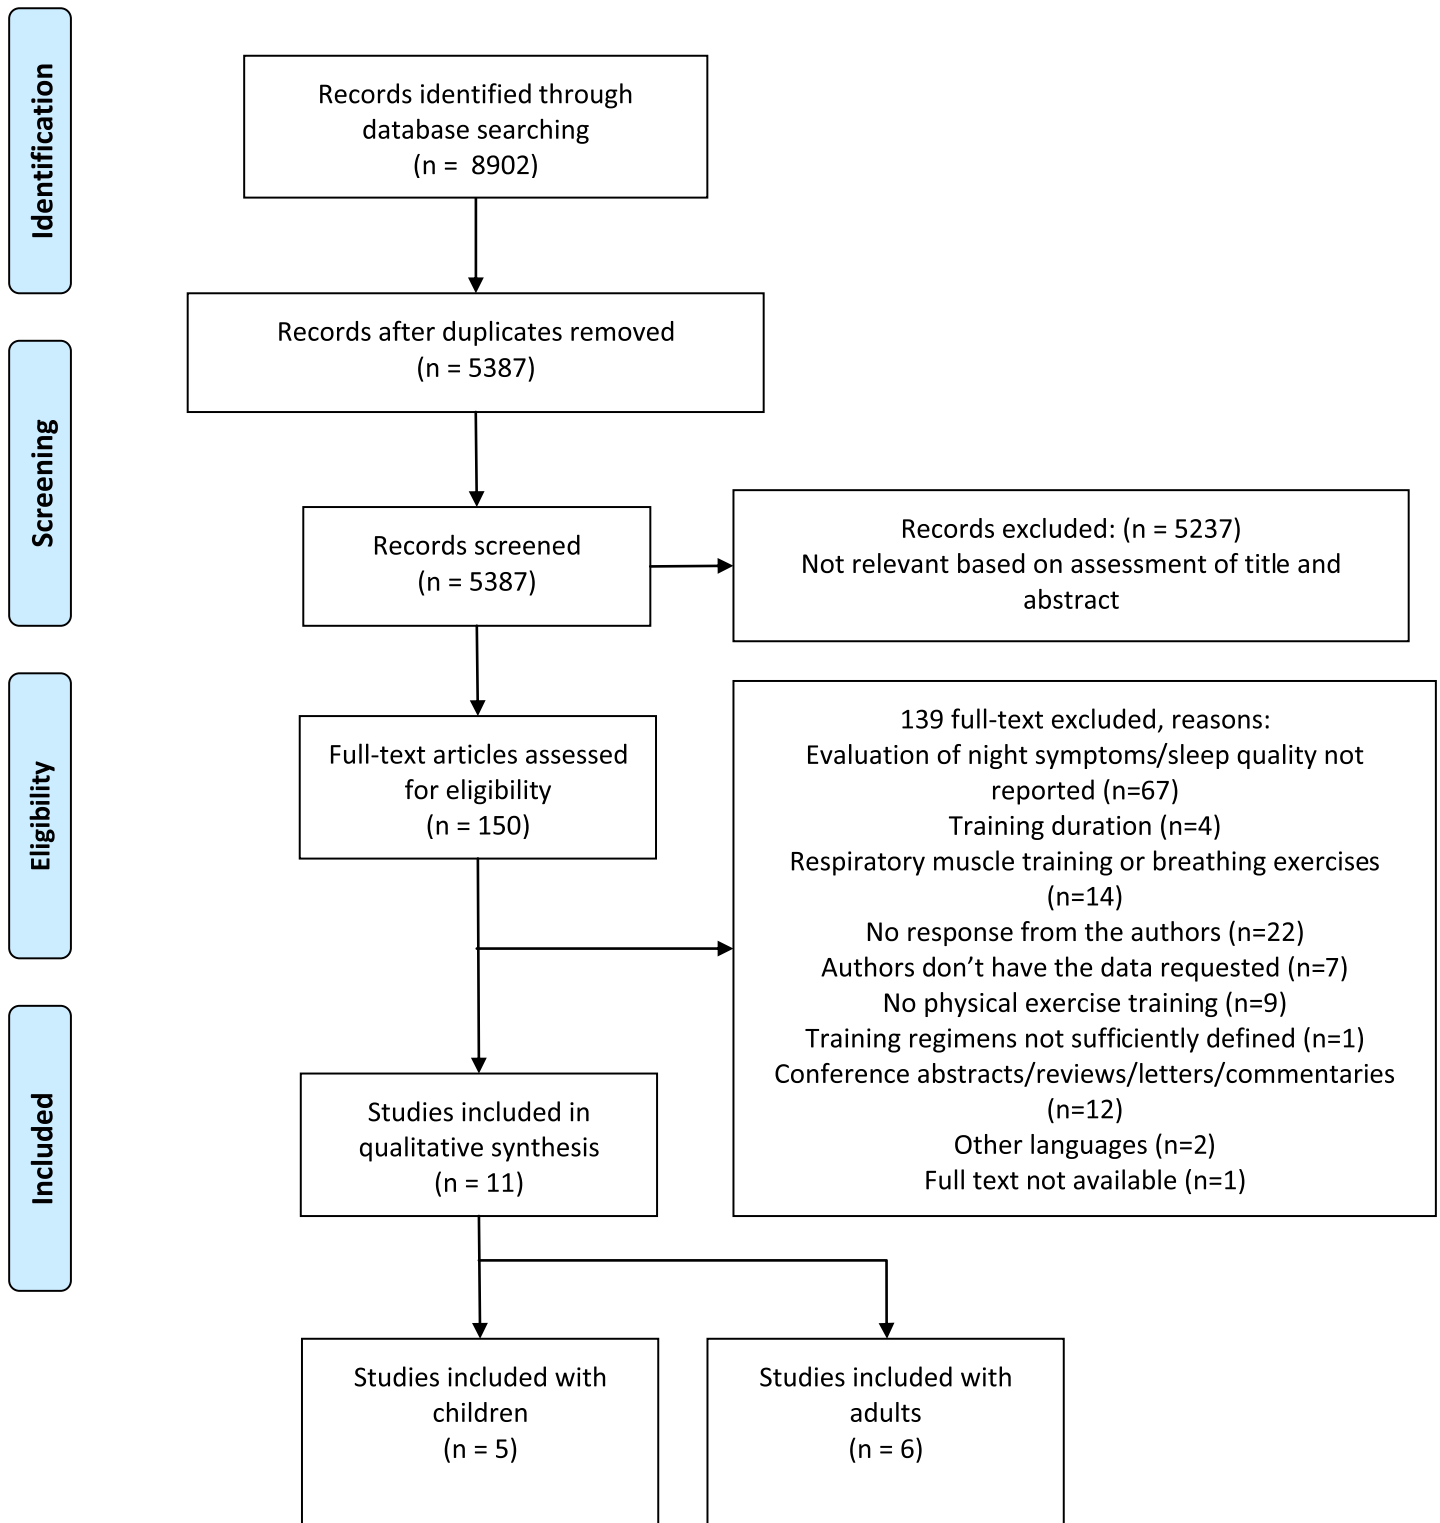 Identification
Records identified through
database searching
(n =  8902)
Records after duplicates removed
(n = 5387)
Screening
Records screened
(n = 5387)
Records excluded: (n = 5237)
Not relevant based on assessment of title and
abstract
Eligibility
Full-text articles assessed
for eligibility
(n = 150)
139 full-text excluded, reasons:
Evaluation of night symptoms/sleep quality not
reported (n=67)
Training duration (n=4)
Respiratory muscle training or breathing exercises
(n=14)
No response from the authors (n=22)
Authors don’t have the data requested (n=7)
No physical exercise training (n=9)
Training regimens not sufficiently defined (n=1)
Conference abstracts/reviews/letters/commentaries
(n=12)
Other languages (n=2)
Full text not available (n=1)
Included
Studies included in
qualitative synthesis
(n = 11)
Studies included with
children
(n = 5)
Studies included with
adults
(n = 6)